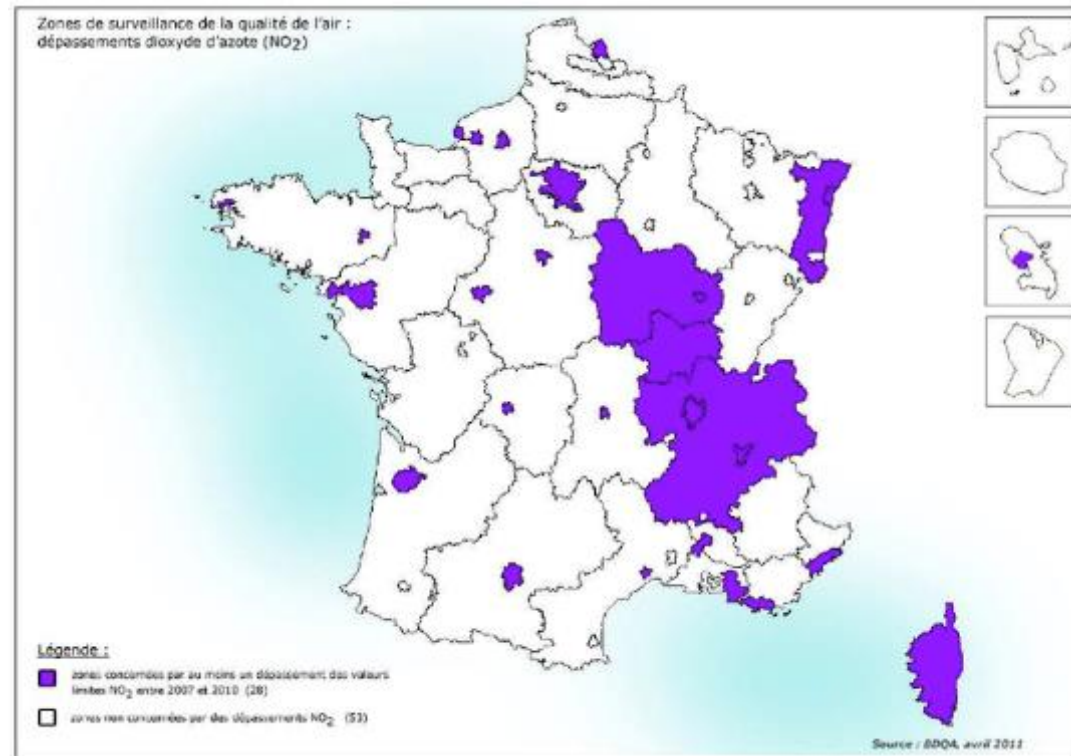 Zones de surveillance de la qualité de l'air :
dépassements dioxyde d'azote (NO2)
Légende :
zones concernées par au moins un dépassement des valeurs
limites NO2 entre 2007 et 2010 (28)
zones non concernées par des dépassements NO2 (53)
Source : BDQA, avril 2011